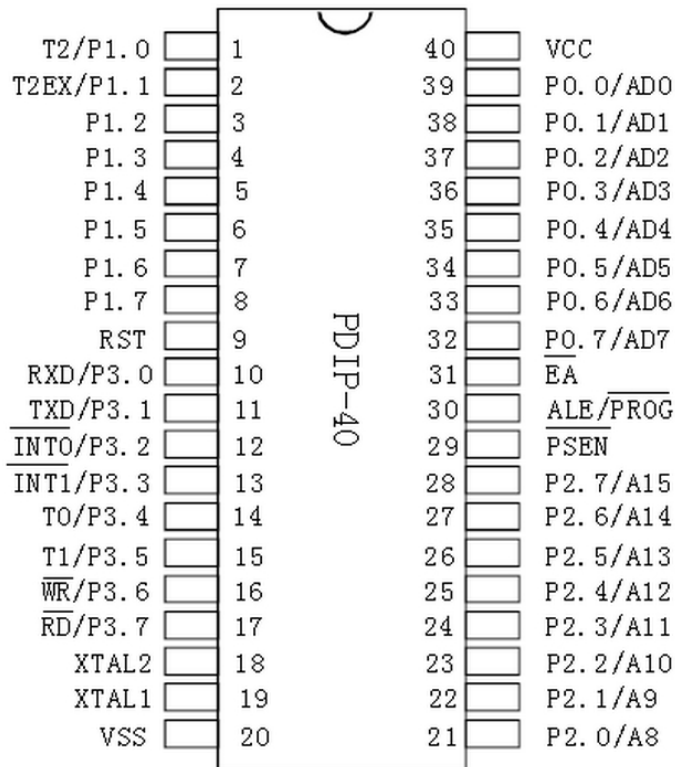 T2/P1.0 1 40 VCC
T2EX/P1.1 2 39 P0.0/AD0
P1.2 3 38 P0.1/AD1
P1.3 4 37 P0.2/AD2
P1.4 5 36 P0.3/AD3
P1.5 6 35 P0.4/AD4
P1.6 7 34 P0.5/AD5
P1.7 8 33 P0.6/AD6
RST 9 32 P0.7/AD7
RXD/P3.0 10 31 EA
TXD/P3.1 11 30 ALE/PROG
INT0/P3.2 12 29 PSEN
INT1/P3.3 13 28 P2.7/A15
T0/P3.4 14 27 P2.6/A14
T1/P3.5 15 26 P2.5/A13
WR/P3.6 16 25 P2.4/A12
RD/P3.7 17 24 P2.3/A11
XTAL2 18 23 P2.2/A10
XTAL1 19 22 P2.1/A9
VSS 20 21 P2.0/A8
PDIP-40